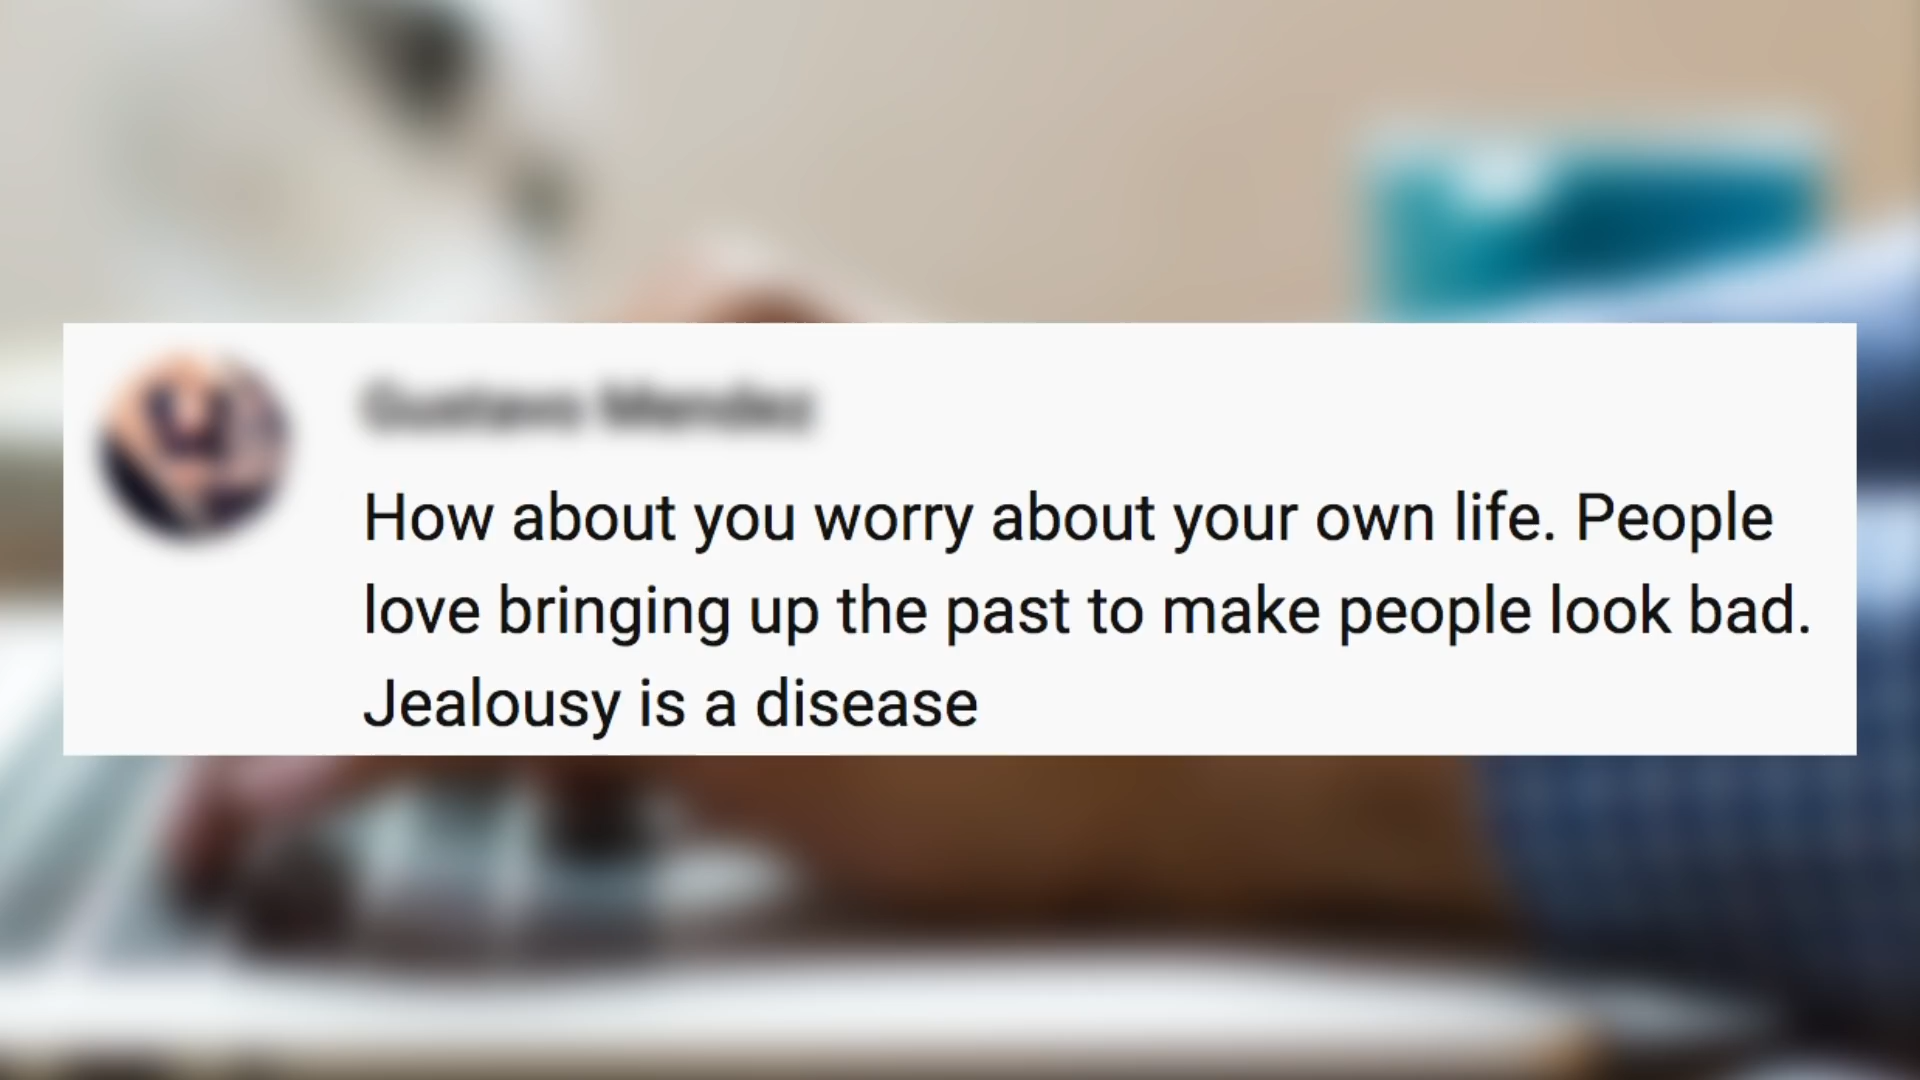 How about you worry about your own life. People
love bringing up the past to make people look bad.
Jealousy is a disease